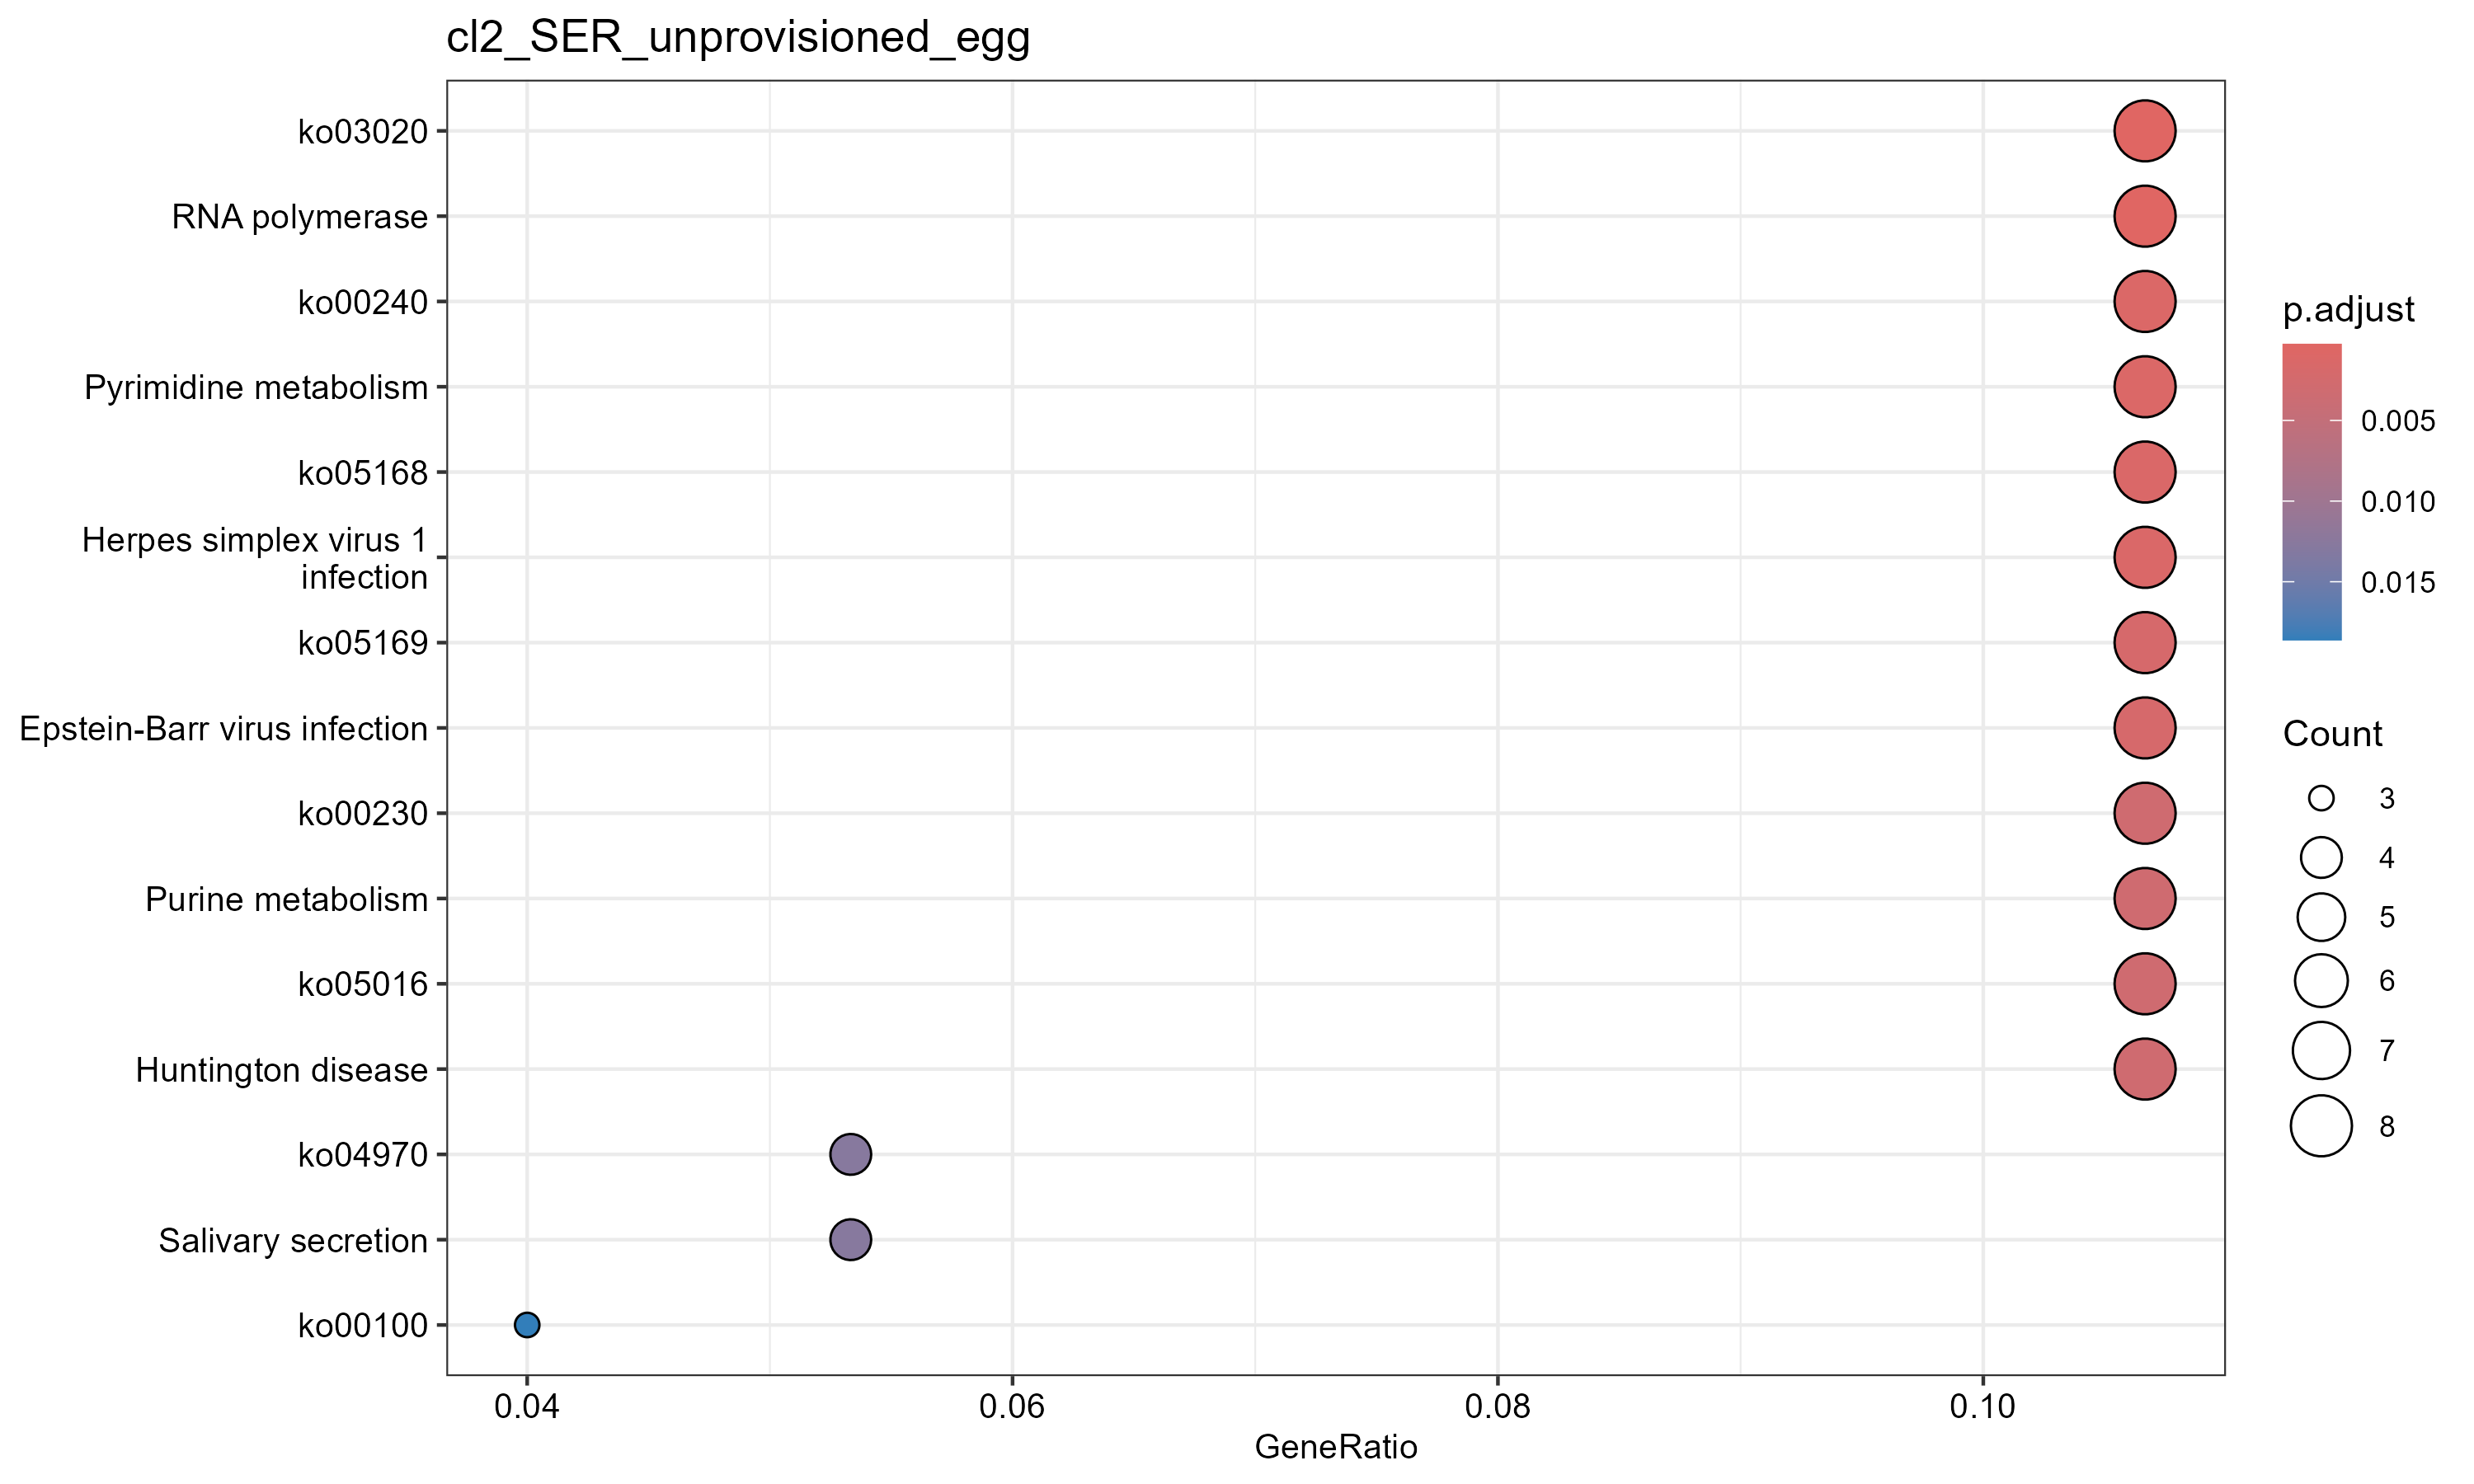 cl2_SER_unprovisioned_egg
ko03020
RNA polymerase
ko00240
Pyrimidine metabolism
ko05168
Herpes simplex virus 1
infection
ko05169
Epstein-Barr virus infection
ko00230
Purine metabolism
ko05016
Huntington disease
ko04970
Salivary secretion
ko00100
0.04
0.06
0.08
0.10
GeneRatio
p.adjust
0.005
0.010
0.015
Count
3
4
5
6
7
8